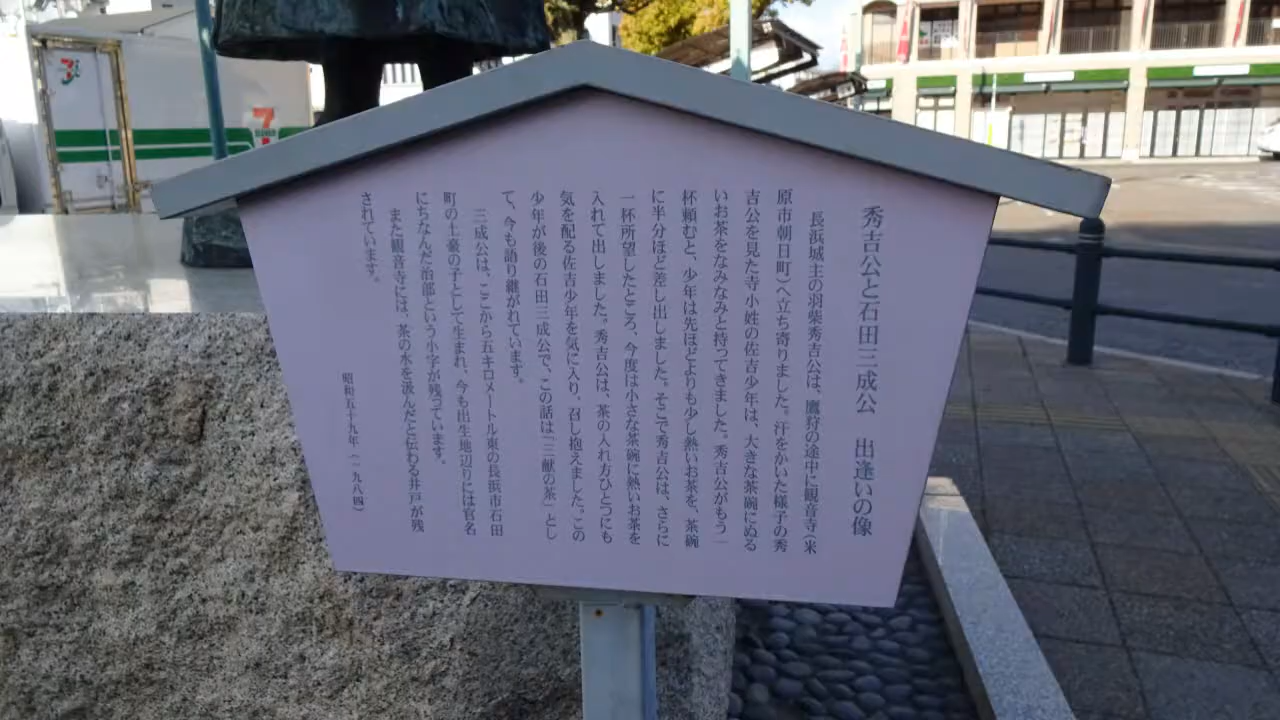 秀吉公と石田三成公　出逢いの像
長浜城主の羽柴秀吉公は、鷹狩の途中に観音寺（米
原市朝日町）へ立ち寄りました。汗をかいた様子の秀
吉公を見た寺小姓の佐吉少年は、大きな茶碗にぬる
いお茶をなみなみと持ってきました。秀吉公がもう一
杯頼むと、少年は先ほどよりも少し熱いお茶を、茶碗
に半分ほど差し出しました。そこで秀吉公は、さらに
一杯所望したところ、今度は小さな茶碗に熱いお茶を
入れて出しました。秀吉公は、茶の入れ方ひとつにも
気を配る佐吉少年を気に入り、召し抱えました。この
少年が後の石田三成公で、この話は「三献の茶」とし
て、今も語り継がれています。
三成公は、ここから五キロメートル東の長浜市石田
町の土豪の子として生まれ、今も出生地辺りには官名
にちなんだ治部という小字が残っています。
また観音寺には、茶の水を汲んだと伝わる井戸が残
されています。
昭和五十九年（一九八四）
7
7